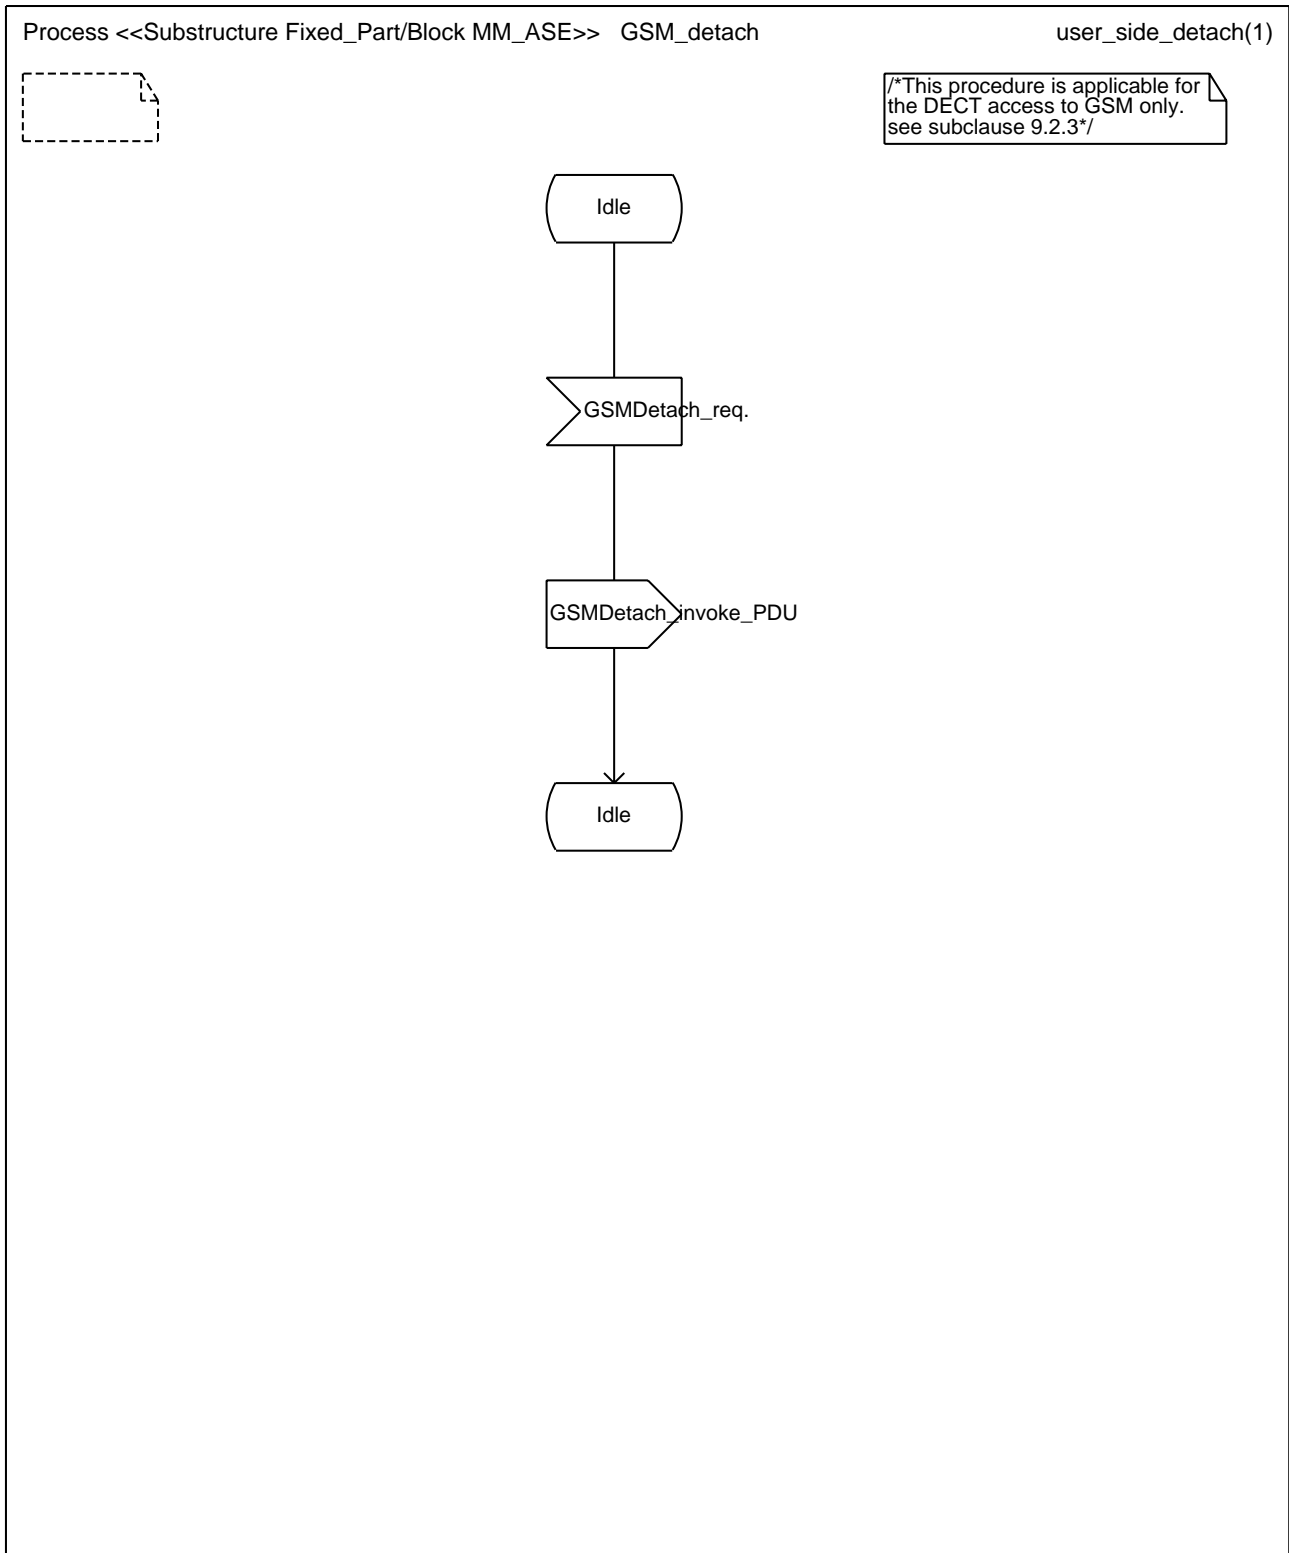 Process <<Substructure Fixed_Part/Block MM_ASE>> GSM_detach
user_side_detach(1)
/*This procedure is applicable for
the DECT access to GSM only.
see subclause 9.2.3*/
Idle
GSMDetach_req.
GSMDetach_invoke_PDU
Idle